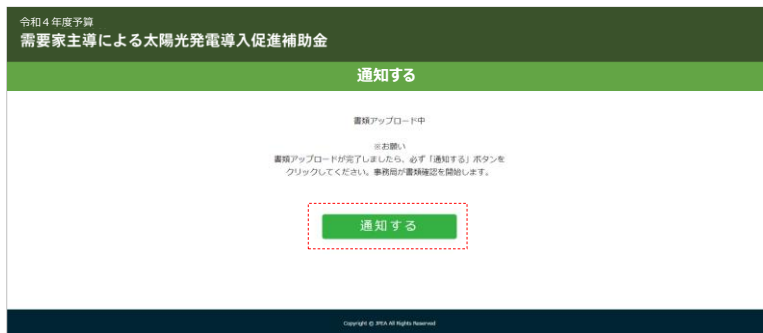 令和４年度予算
需要家主導による太陽光発電導入促進補助金
通知する
書類アップロード中
※お願い
書類アップロードが完了しましたら、必ず「通知する」ボタンを
クリックしてください。事務局が書類確認を開始します。
通知する
Copyright © JPEA All Rights Reserved